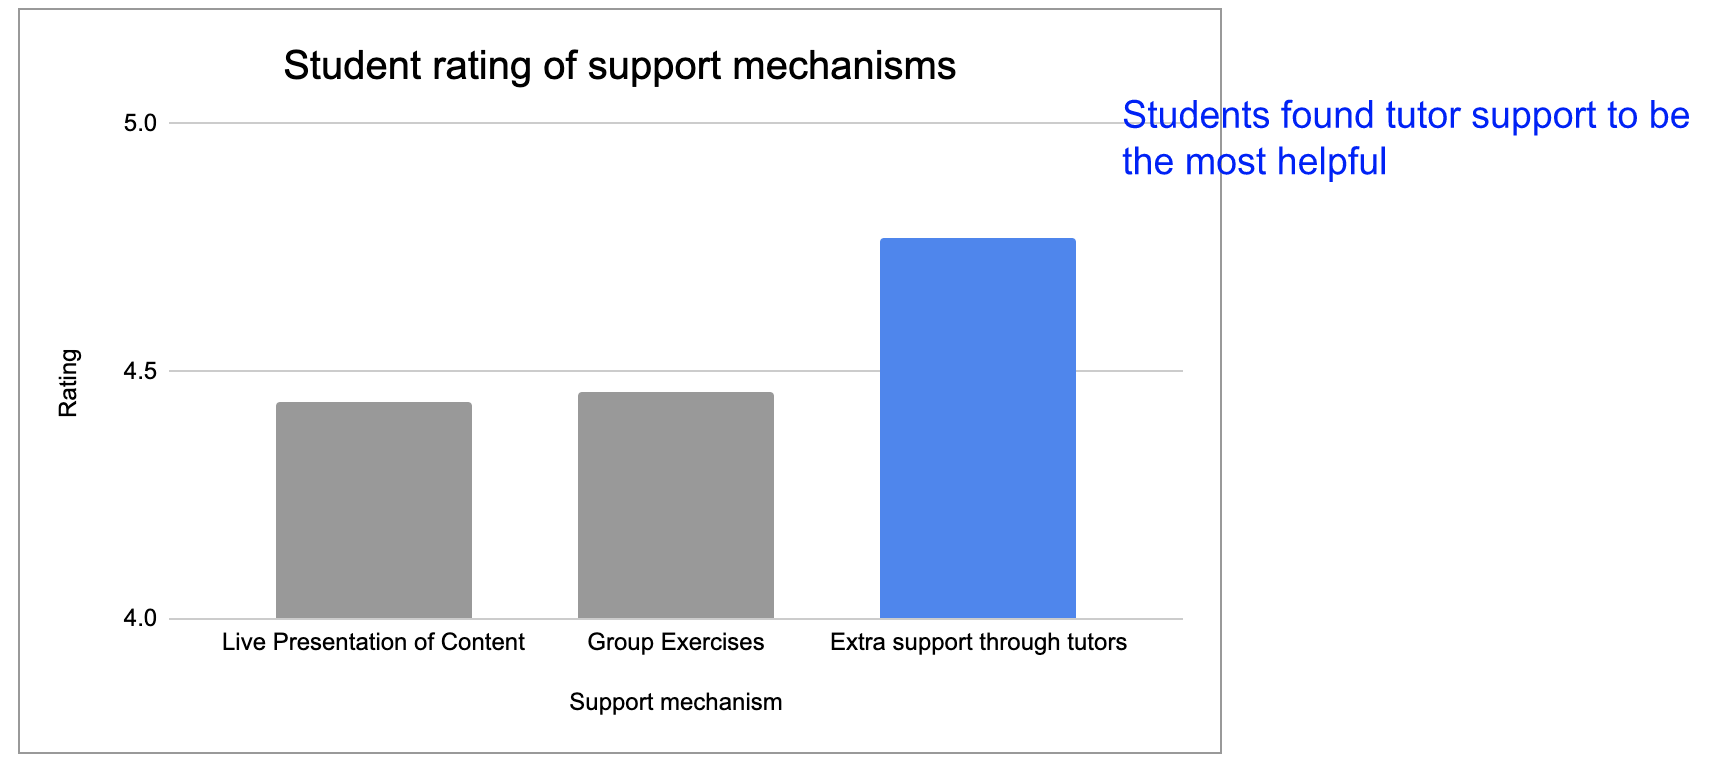 Student rating of support mechanisms
5.0
Students found tutor support to be
the most helpful
4.5
Rating
4.0
Live Presentation of Content
Group Exercises
Extra support through tutors
Support mechanism